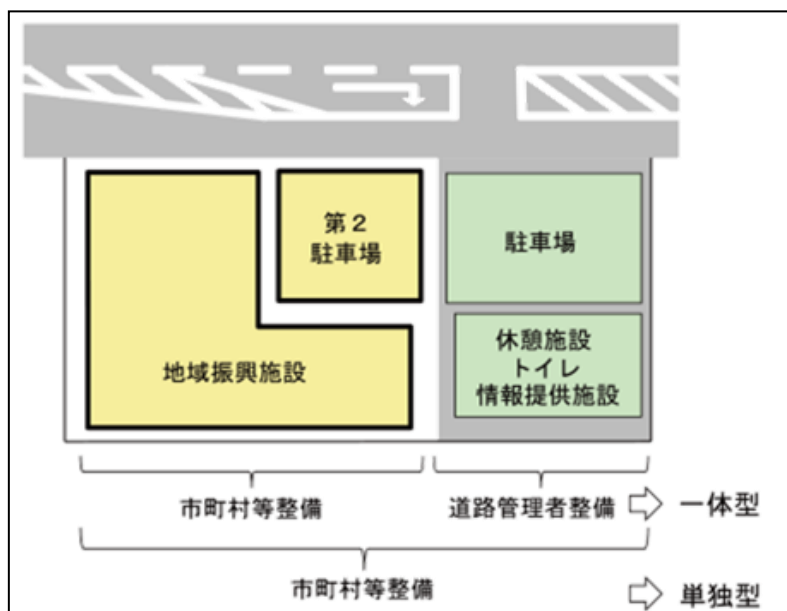 第２
駐車場
駐車場
地域振興施設
休憩施設
トイレ
情報提供施設
市町村等整備
道路管理者整備
一体型
市町村等整備
単独型